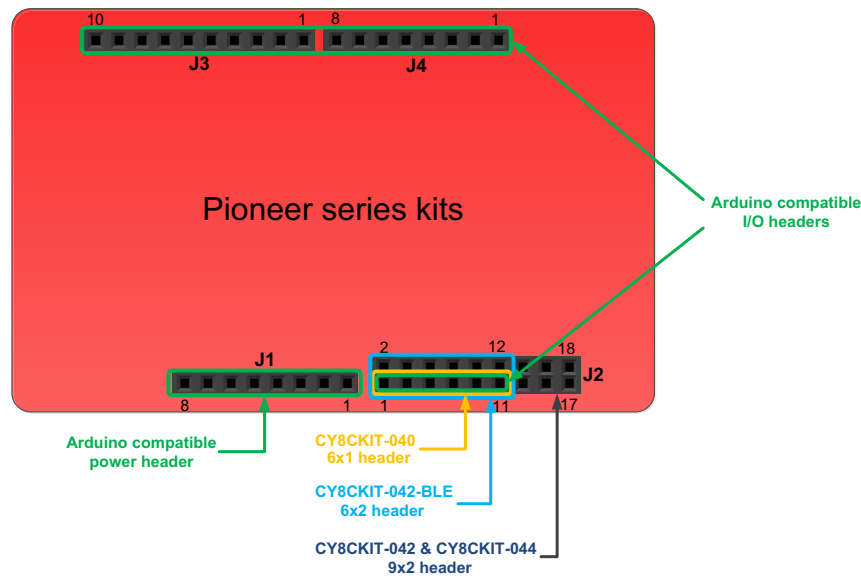 10 1 8 1
J3 J4
Pioneer series kits
Arduino compatible
I/O headers
2 12 18
J1
J2
8 1 1 11 17
Arduino compatible
power header
CY8CKIT-040
6x1 header
CY8CKIT-042-BLE
6x2 header
CY8CKIT-042 & CY8CKIT-044
9x2 header